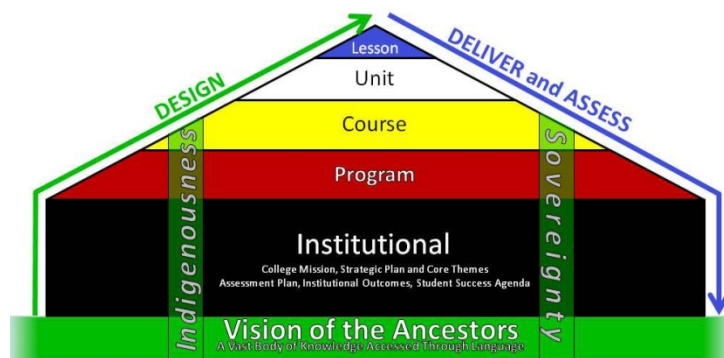 Lesson
DESIGN
DELIVER and ASSESS
Unit
Course
Indigenousness
Sovereignty
Program
Institutional
College Mission, Strategic Plan and Core Themes
Assessment Plan, Institutional Outcomes, Student Success Agenda
Vision of the Ancestors
A Vast Body of Knowledge Accessed Through Language